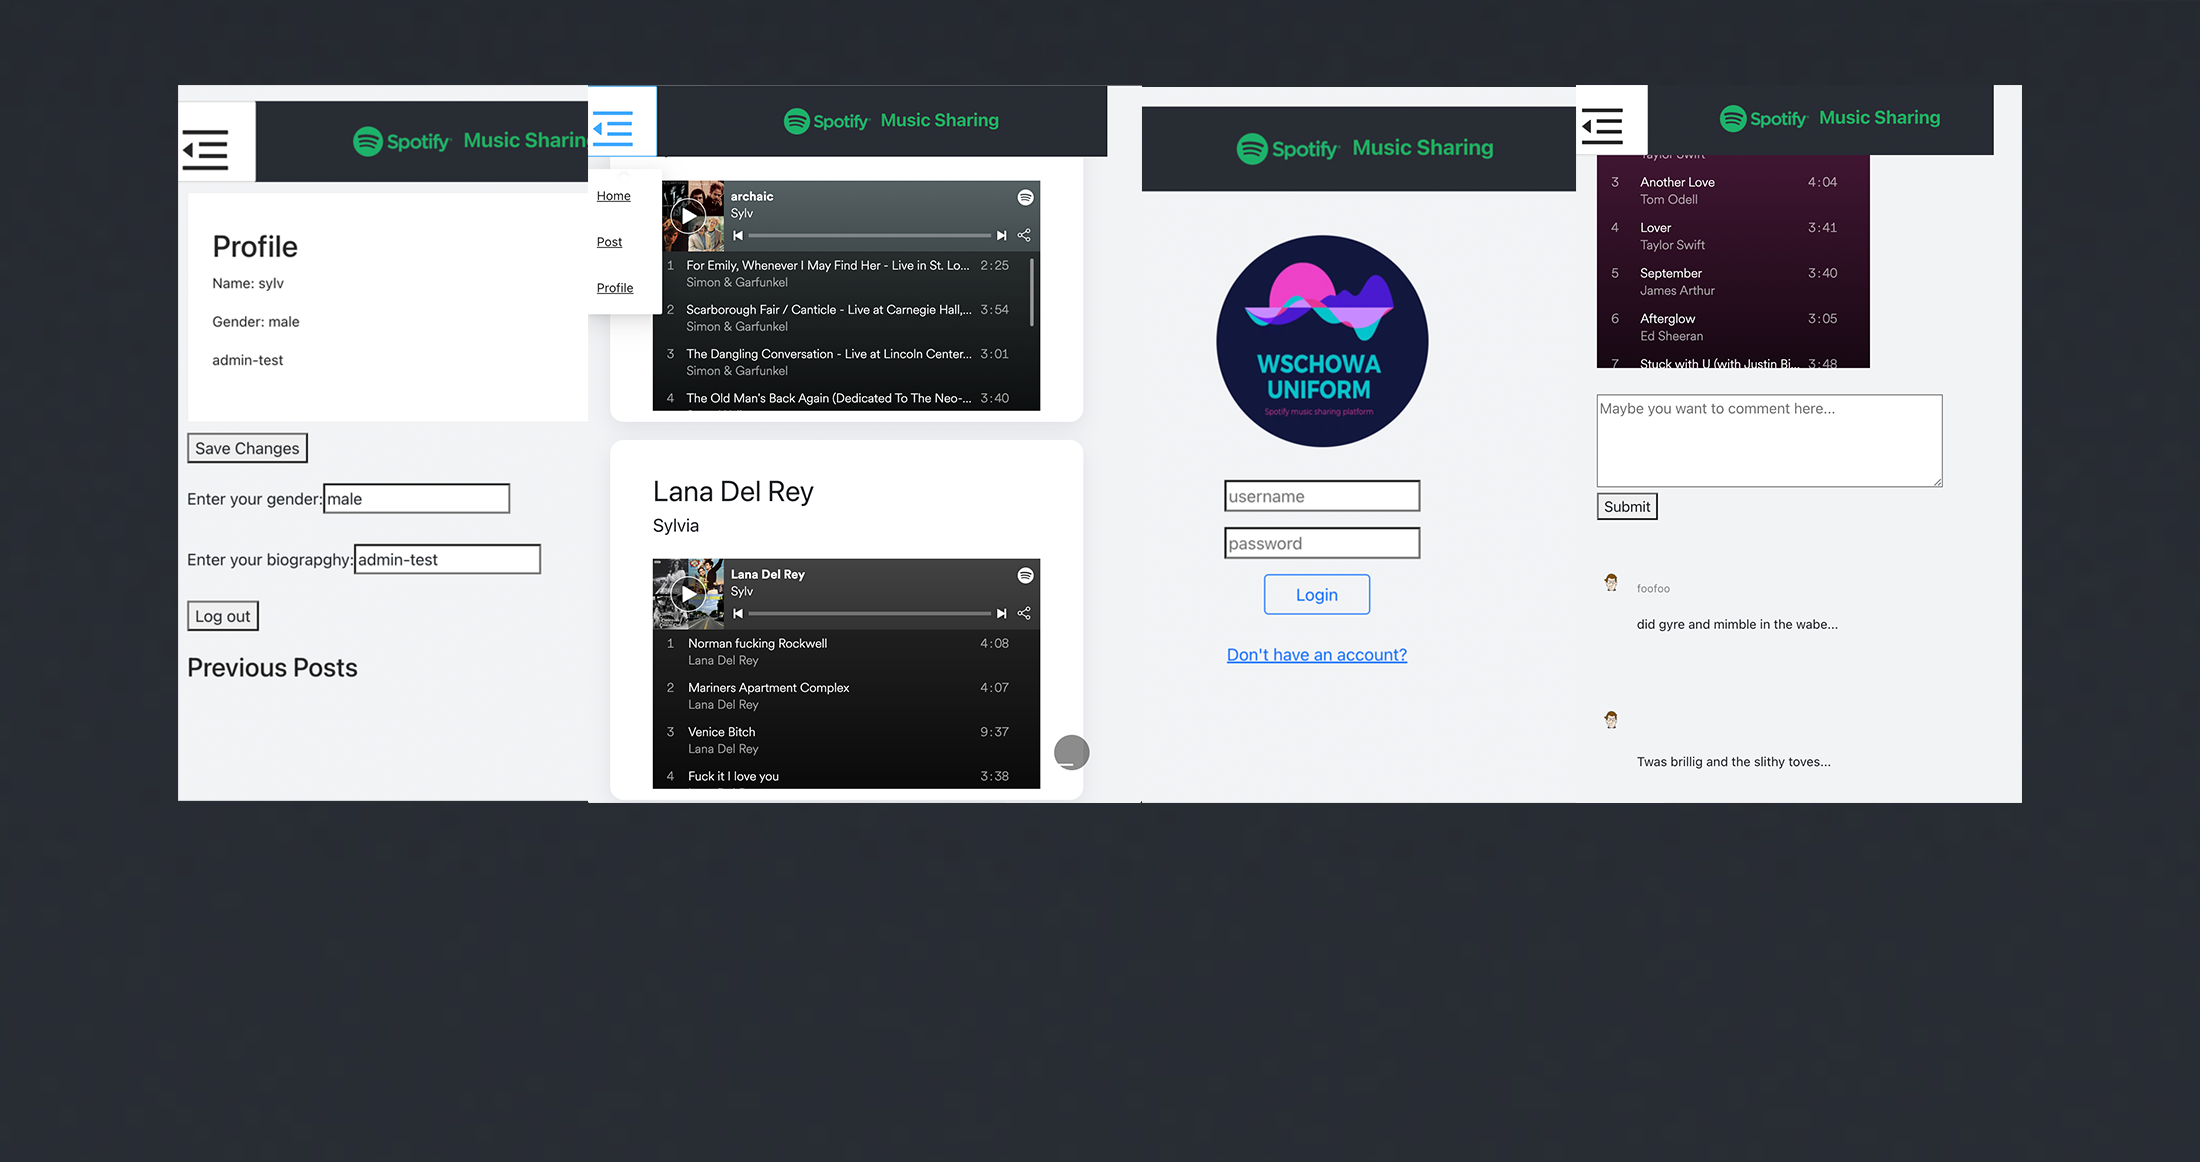 Spotify Music Sharin
Profile
Name: sylv
Gender: male
admin-test
Save Changes
Enter your gender: male
Enter your biograpghy: admin-test
Log out
Previous Posts
Spotify Music Sharing
Home
Post
Profile
archaic
Sylv
1 For Emily, Whenever I May Find Her - Live in St. Lo... 2:25
Simon & Garfunkel
2 Scarborough Fair / Canticle - Live at Carnegie Hall,... 3:54
Simon & Garfunkel
3 The Dangling Conversation - Live at Lincoln Center... 3:01
Simon & Garfunkel
4 The Old Man's Back Again (Dedicated To The Neo-... 3:40
Lana Del Rey
Sylvia
Lana Del Rey
Sylv
1 Norman fucking Rockwell 4:08
Lana Del Rey
2 Mariners Apartment Complex 4:07
Lana Del Rey
3 Venice Bitch 9:37
Lana Del Rey
4 Fuck it I love you 3:38
Spotify Music Sharing
WSCHOWA
UNIFORM
Spotify music sharing platform
username
password
Login
Don't have an account?
Spotify Music Sharing
Taylor Swift
3 Another Love 4:04
Tom Odell
4 Lover 3:41
Taylor Swift
5 September 3:40
James Arthur
6 Afterglow 3:05
Ed Sheeran
7 Stuck with U (with Justin Bi... 3:48
Maybe you want to comment here...
Submit
foofoo
did gyre and mimble in the wabe...
Twas brillig and the slithy toves...